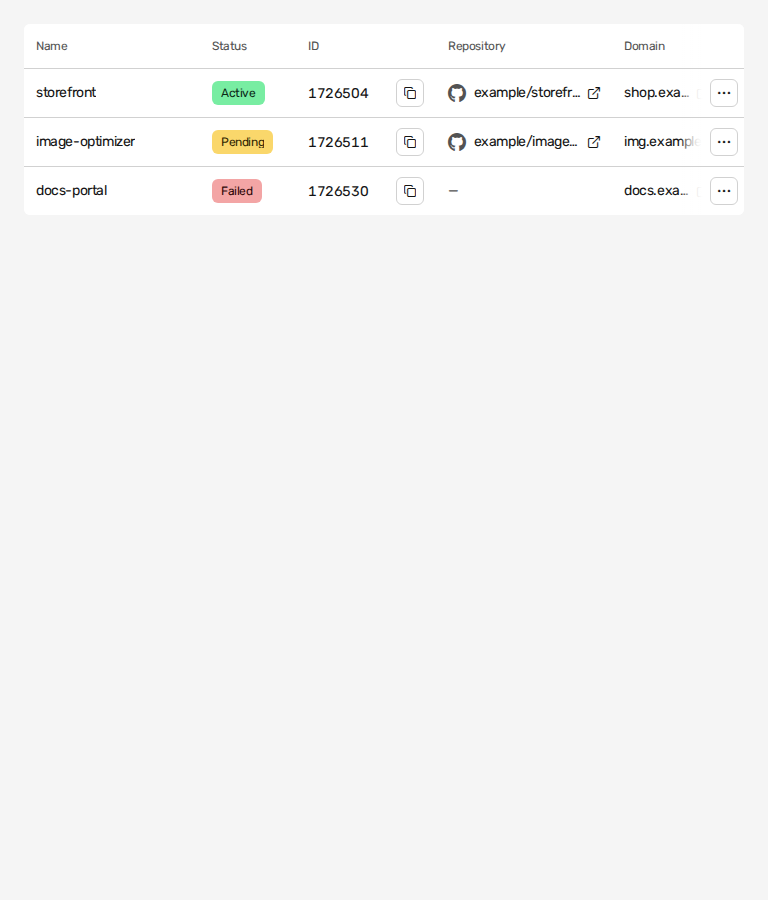 Name Status ID Repository Domain
storefront Active 1726504 example/storefr... shop.exa...
image-optimizer Pending 1726511 example/image... img.example
docs-portal Failed 1726530 – docs.exa...